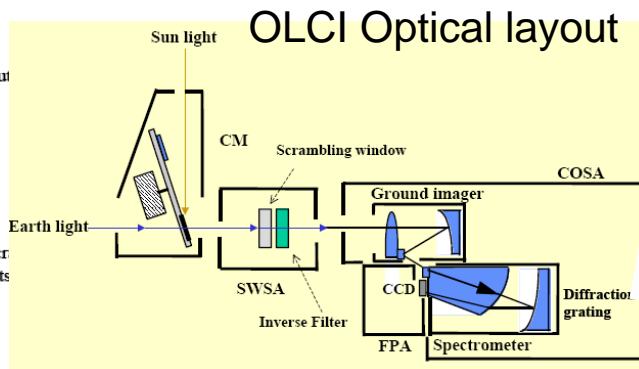 OLCI Optical layout
Sun light
CM
Scrambling window
COSA
Ground imager
Earth light
SWSA
CCD
Diffraction
grating
Inverse Filter
FPA
Spectrometer